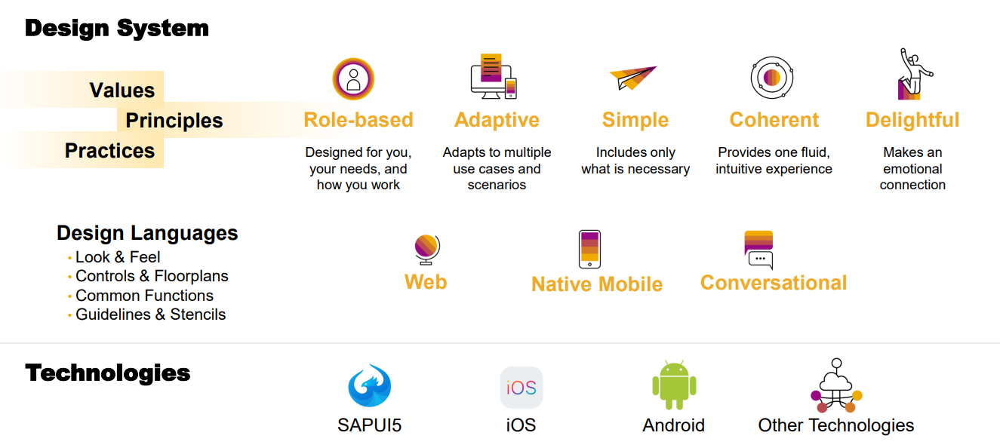 Design System
Values
Principles
Practices
Role-based
Designed for you,
your needs, and
how you work
Adaptive
Adapts to multiple
use cases and
scenarios
Simple
Includes only
what is necessary
Coherent
Provides one fluid,
intuitive experience
Delightful
Makes an
emotional
connection
Design Languages
• Look & Feel
• Controls & Floorplans
• Common Functions
• Guidelines & Stencils
Web
Native Mobile
Conversational
Technologies
SAPUI5
iOS
iOS
Android
Other Technologies